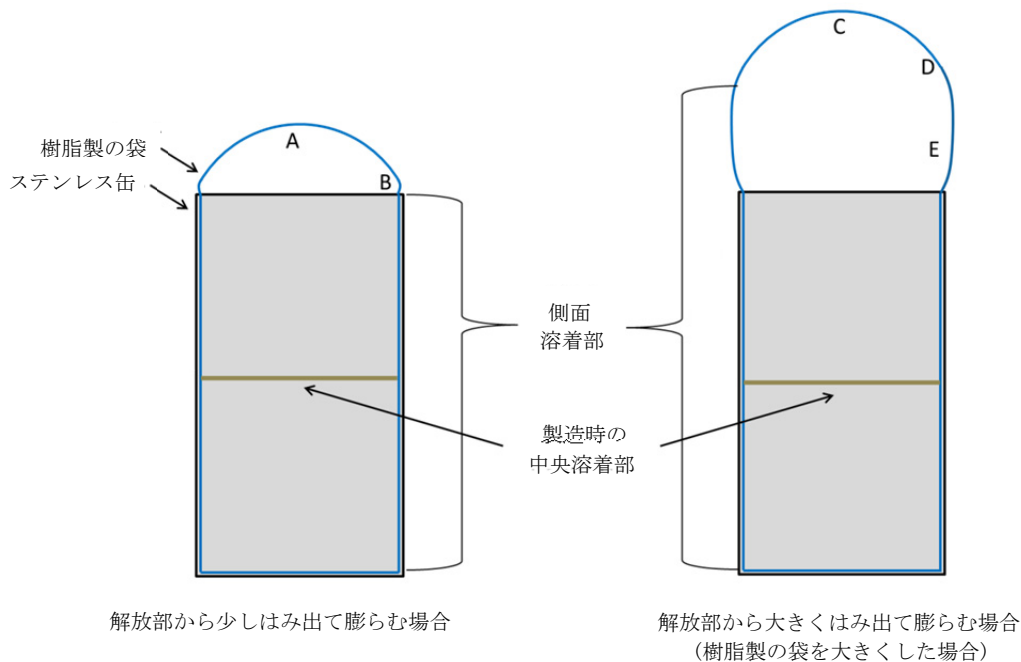 C
D
A
樹脂製の袋
E
B
ステンレス缶
側面
溶着部
製造時の
中央溶着部
解放部から少しはみ出て膨らむ場合
解放部から大きくはみ出て膨らむ場合
（樹脂製の袋を大きくした場合）